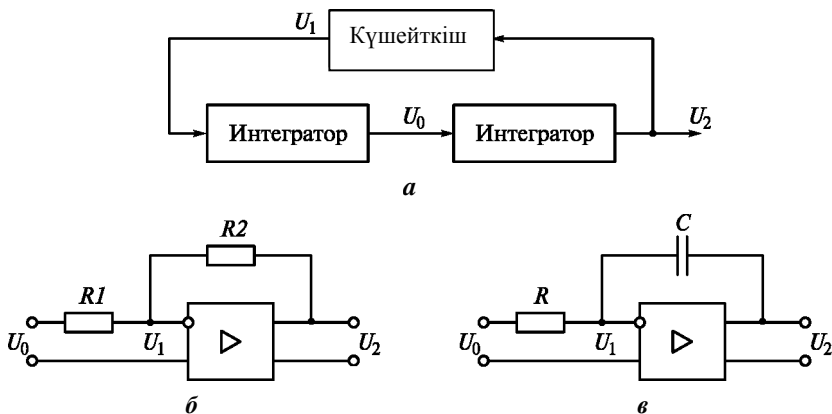 U₁ Күшейткіш
Интегратор U₀ Интегратор U₂
а
R2 C
R1 R
U₀ U₁ U₂ U₀ U₁ U₂
б в